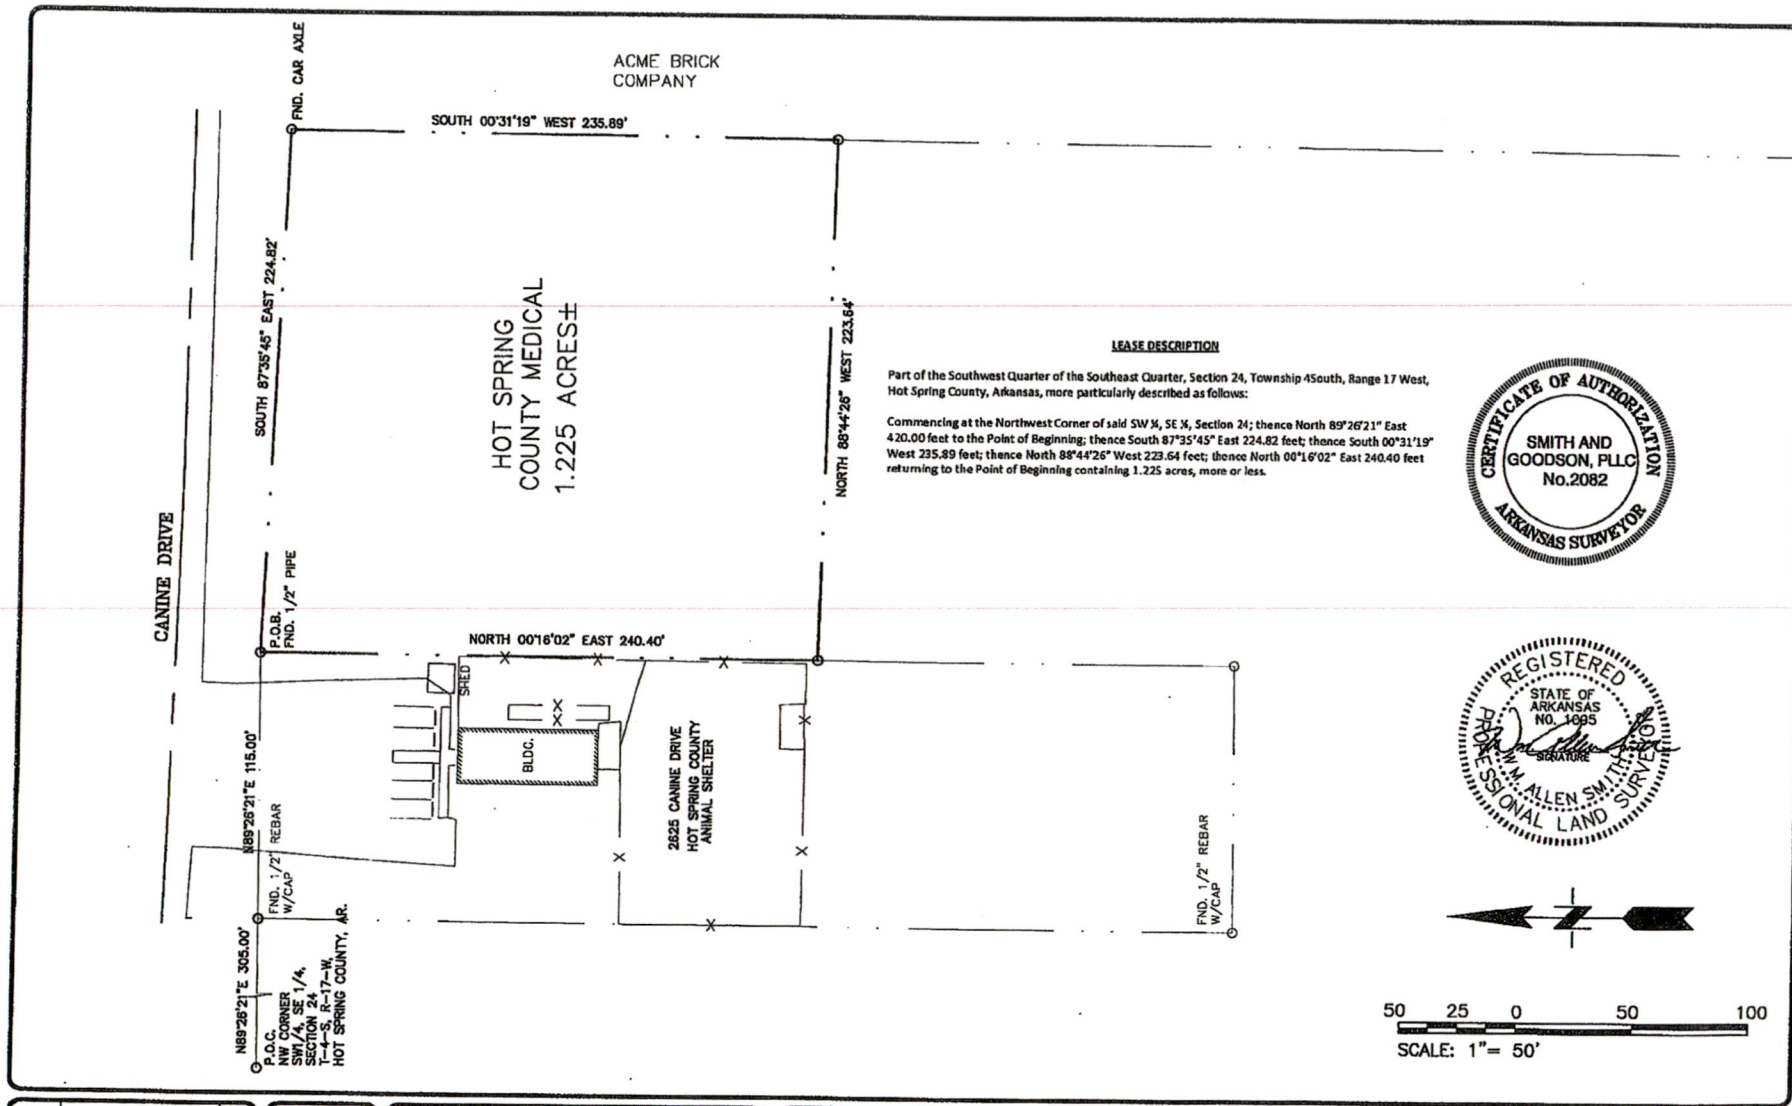 ACME BRICK
COMPANY
FND. CAR AXLE
SOUTH 00°31'19" WEST 235.89'
SOUTH 87°35'45" EAST 224.82'
HOT SPRING
COUNTY MEDICAL
1.225 ACRES±
NORTH 88°44'26" WEST 223.64'
CANINE DRIVE
P.O.B.
FND. 1/2" PIPE
NORTH 00°16'02" EAST 240.40'
SHED
BLDG.
2625 CANINE DRIVE
HOT SPRING COUNTY
ANIMAL SHELTER
N89°26'21"E 115.00'
FND. 1/2" REBAR
W/CAP
N89°26'21"E 305.00'
P.O.C.
NW CORNER
SW1/4, SE 1/4,
SECTION 24
T-4-S, R-17-W,
HOT SPRING COUNTY, AR.
FND. 1/2" REBAR
W/CAP
LEASE DESCRIPTION
Part of the Southwest Quarter of the Southeast Quarter, Section 24, Township 4South, Range 17 West,
Hot Spring County, Arkansas, more particularly described as follows:
Commencing at the Northwest Corner of said SW ¼, SE ¼, Section 24; thence North 89°26'21" East
420.00 feet to the Point of Beginning; thence South 87°35'45" East 224.82 feet; thence South 00°31'19"
West 235.89 feet; thence North 88°44'26" West 223.64 feet; thence North 00°16'02" East 240.40 feet
returning to the Point of Beginning containing 1.225 acres, more or less.
CERTIFICATE OF AUTHORIZATION
SMITH AND
GOODSON, PLLC
No.2082
ARKANSAS SURVEYOR
REGISTERED
STATE OF
ARKANSAS
NO. 1095
SIGNATURE
WM. ALLEN SMITH
PROFESSIONAL LAND SURVEYOR
N
50 25 0 50 100
SCALE: 1"= 50'